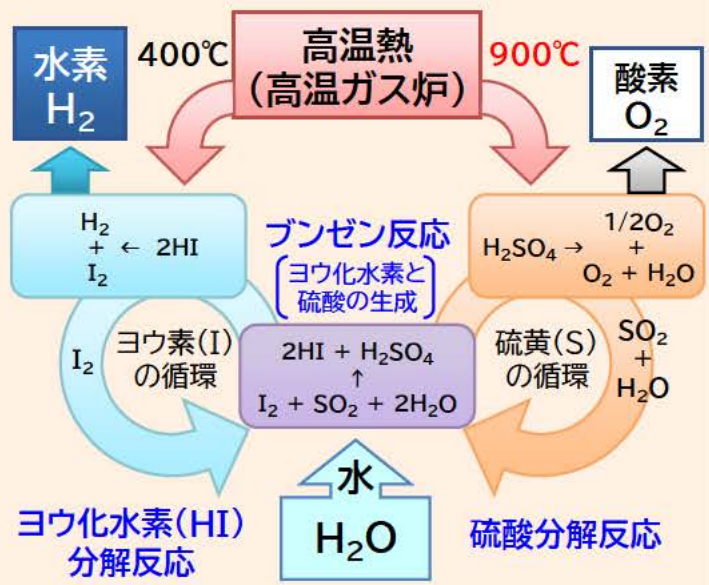 水素
H₂
400℃
高温熱
(高温ガス炉)
900℃
酸素
O₂
H₂
+ ← 2HI
I₂
ブンゼン反応
ヨウ化水素と
硫酸の生成
1/2O₂
H₂SO₄ → +
O₂ + H₂O
I₂
ヨウ素(I)
の循環
2HI + H₂SO₄
↑
I₂ + SO₂ + 2H₂O
硫黄(S)
の循環
SO₂
+
H₂O
ヨウ化水素(HI)
分解反応
水
H₂O
硫酸分解反応